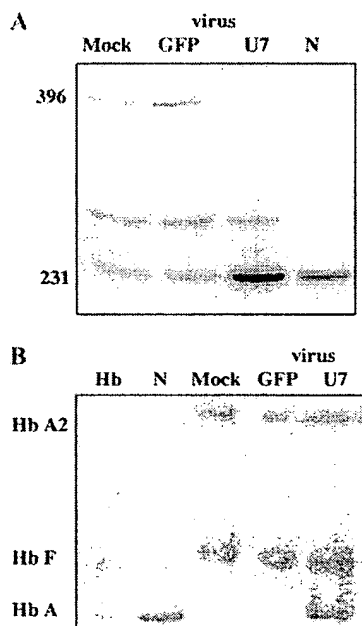 A
virus
Mock GFP U7 N
396
231
B
virus
Hb N Mock GFP U7
Hb A2
Hb F
Hb A